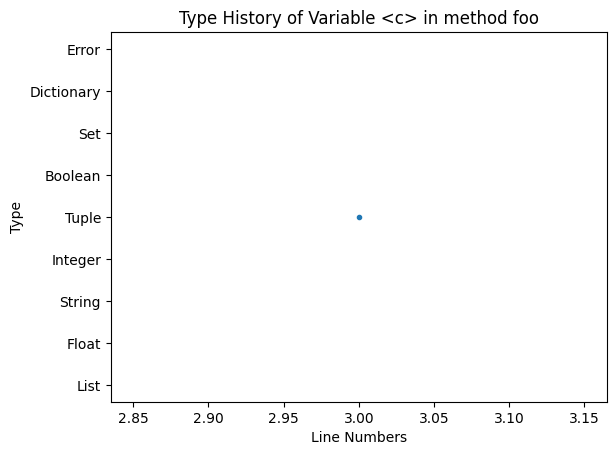 Type History of Variable <c> in method foo
Type
Error
Dictionary
Set
Boolean
Tuple
Integer
String
Float
List
2.85 2.90 2.95 3.00 3.05 3.10 3.15
Line Numbers